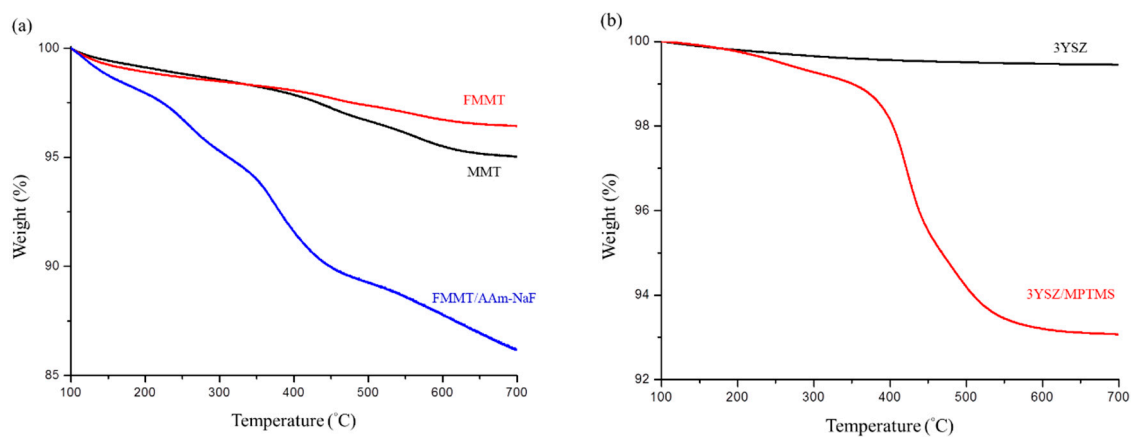 (a)
100
95
90
85
Weight (%)
FMMT
MMT
FMMT/AAm-NaF
100 200 300 400 500 600 700
Temperature (°C)
(b)
100
98
96
94
92
Weight (%)
3YSZ
3YSZ/MPTMS
100 200 300 400 500 600 700
Temperature (°C)